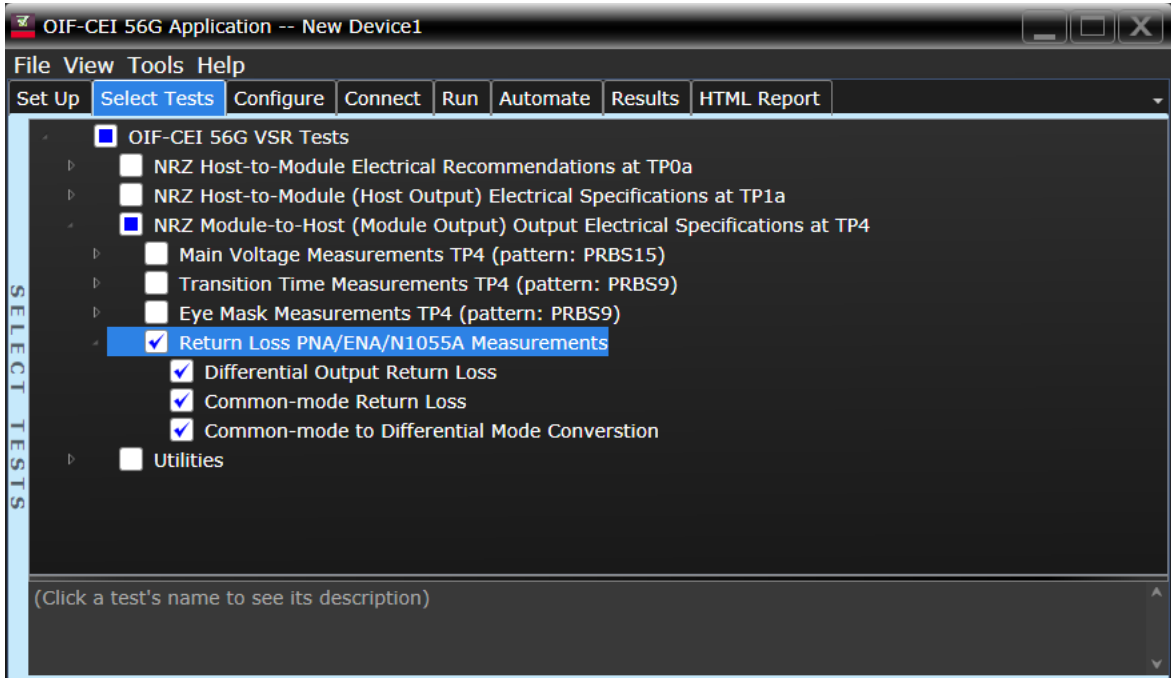 OIF-CEI 56G Application -- New Device1
File View Tools Help
Set Up Select Tests Configure Connect Run Automate Results HTML Report
OIF-CEI 56G VSR Tests
NRZ Host-to-Module Electrical Recommendations at TP0a
NRZ Host-to-Module (Host Output) Electrical Specifications at TP1a
NRZ Module-to-Host (Module Output) Output Electrical Specifications at TP4
Main Voltage Measurements TP4 (pattern: PRBS15)
Transition Time Measurements TP4 (pattern: PRBS9)
Eye Mask Measurements TP4 (pattern: PRBS9)
Return Loss PNA/ENA/N1055A Measurements
Differential Output Return Loss
Common-mode Return Loss
Common-mode to Differential Mode Converstion
Utilities
SELECT TESTS
(Click a test's name to see its description)